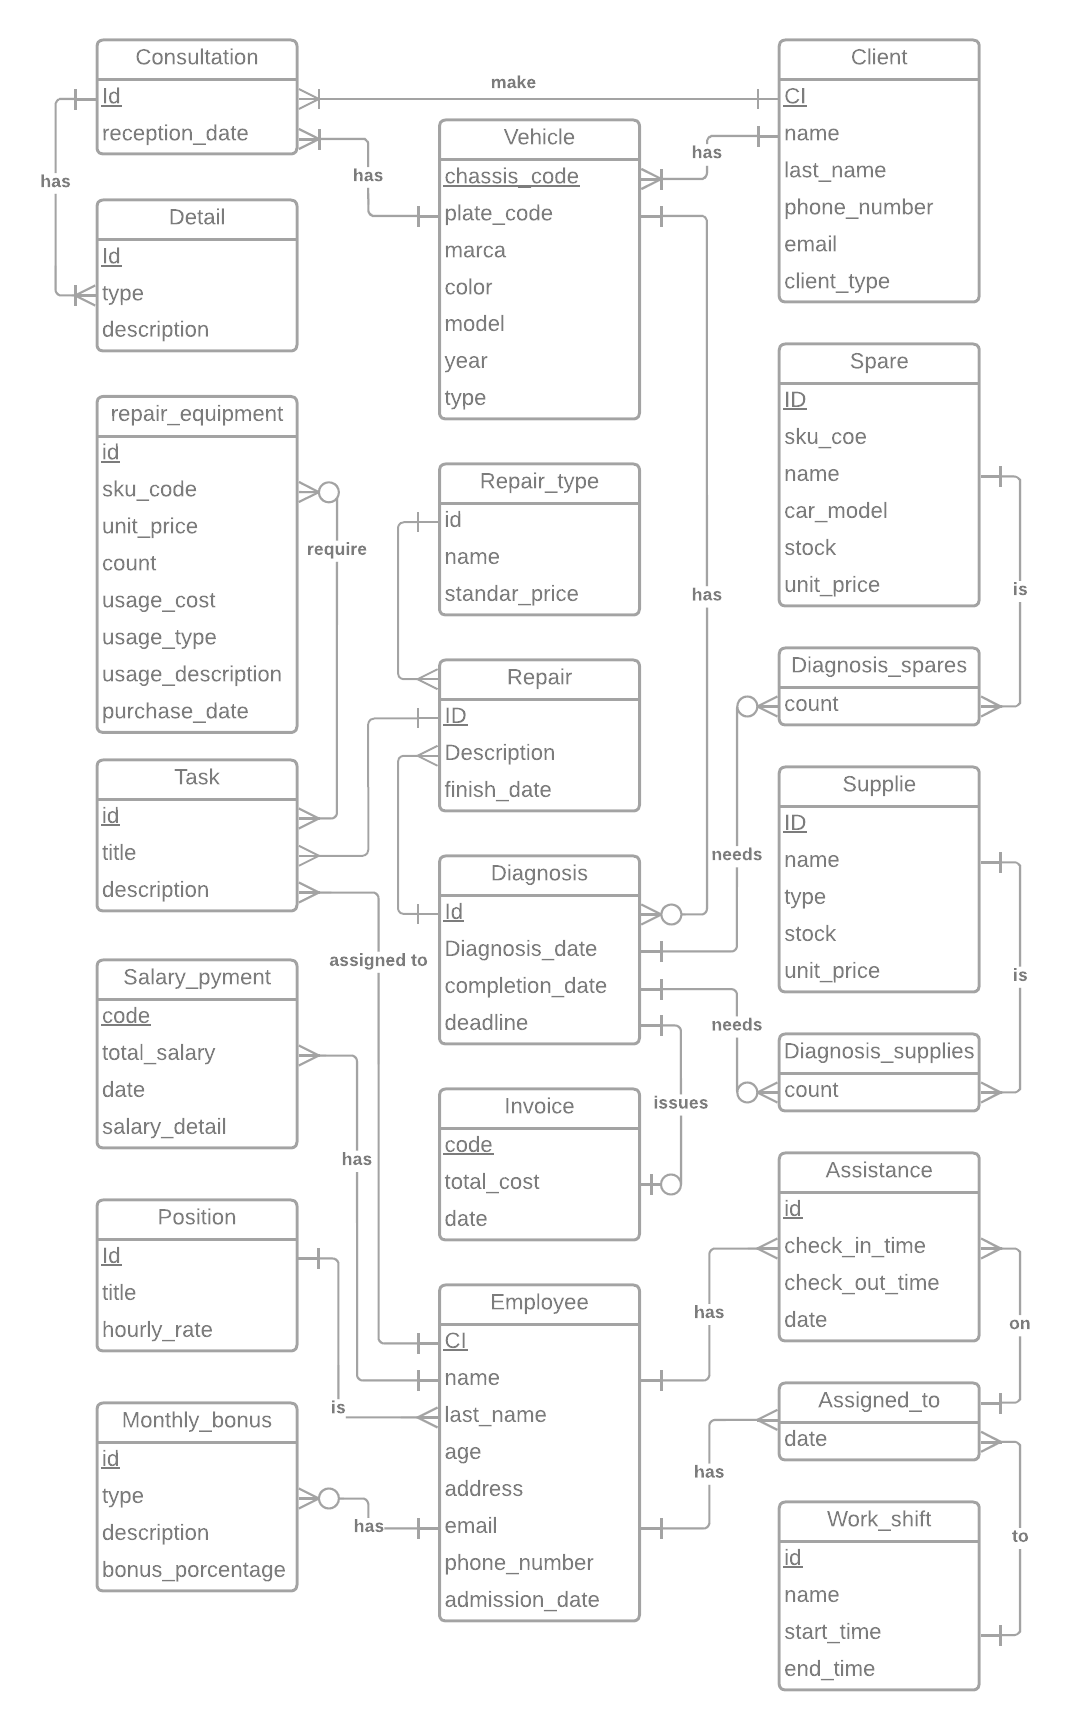 Consultation
Id
reception_date
make
Client
CI
name
last_name
phone_number
email
client_type
has
has
has
Vehicle
chassis_code
plate_code
marca
color
model
year
type
Detail
Id
type
description
Spare
ID
sku_coe
name
car_model
stock
unit_price
repair_equipment
id
sku_code
unit_price
count
usage_cost
usage_type
usage_description
purchase_date
require
Repair_type
id
name
standar_price
has
is
Repair
ID
Description
finish_date
Diagnosis_spares
count
Task
id
title
description
Supplie
ID
name
type
stock
unit_price
needs
Diagnosis
Id
Diagnosis_date
completion_date
deadline
assigned to
Salary_pyment
code
total_salary
date
salary_detail
is
needs
Diagnosis_supplies
count
Invoice
code
total_cost
date
issues
has
Assistance
id
check_in_time
check_out_time
date
Position
Id
title
hourly_rate
Employee
CI
name
last_name
age
address
email
phone_number
admission_date
has
on
is
Assigned_to
date
Monthly_bonus
id
type
description
bonus_porcentage
has
has
Work_shift
id
name
start_time
end_time
to